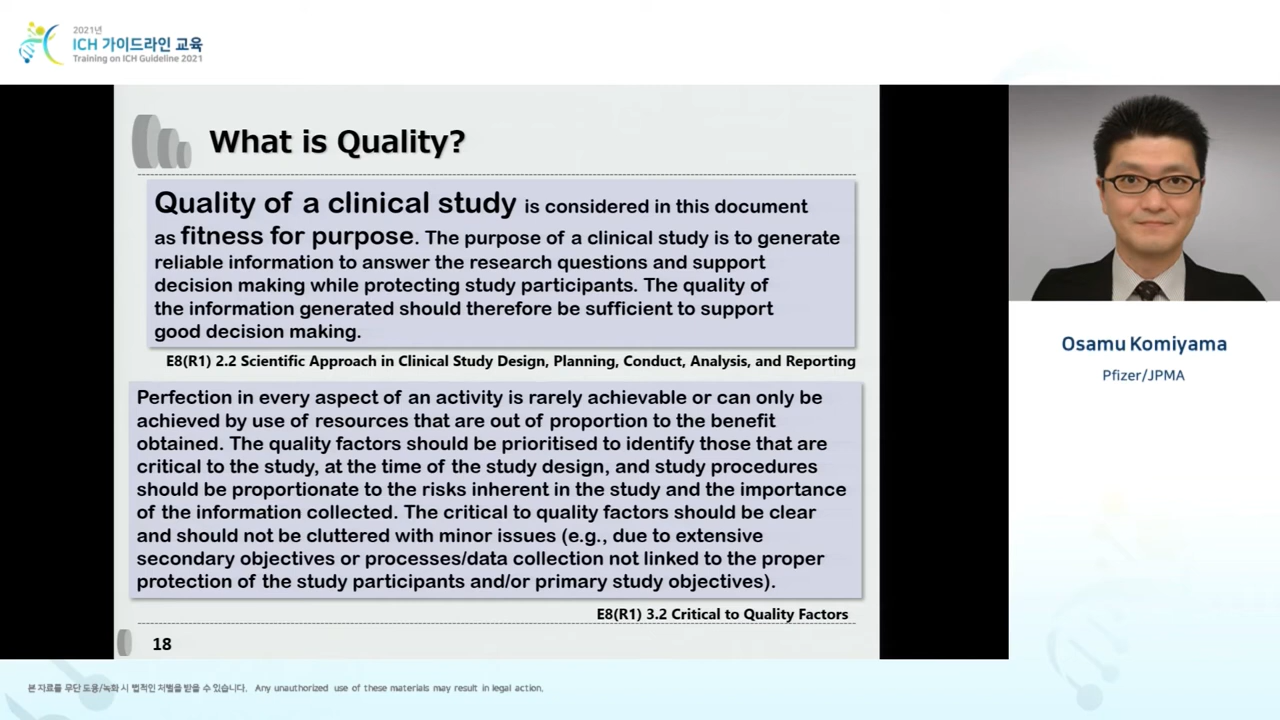 2021년
ICH 가이드라인 교육
Training on ICH Guideline 2021
What is Quality?
Quality of a clinical study is considered in this document
as fitness for purpose. The purpose of a clinical study is to generate
reliable information to answer the research questions and support
decision making while protecting study participants. The quality of
the information generated should therefore be sufficient to support
good decision making.
E8(R1) 2.2 Scientific Approach in Clinical Study Design, Planning, Conduct, Analysis, and Reporting
Perfection in every aspect of an activity is rarely achievable or can only be
achieved by use of resources that are out of proportion to the benefit
obtained. The quality factors should be prioritised to identify those that are
critical to the study, at the time of the study design, and study procedures
should be proportionate to the risks inherent in the study and the importance
of the information collected. The critical to quality factors should be clear
and should not be cluttered with minor issues (e.g., due to extensive
secondary objectives or processes/data collection not linked to the proper
protection of the study participants and/or primary study objectives).
E8(R1) 3.2 Critical to Quality Factors
18
Osamu Komiyama
Pfizer/JPMA
본 자료를 무단 도용/녹화 시 법적인 처벌을 받을 수 있습니다. Any unauthorized use of these materials may result in legal action.